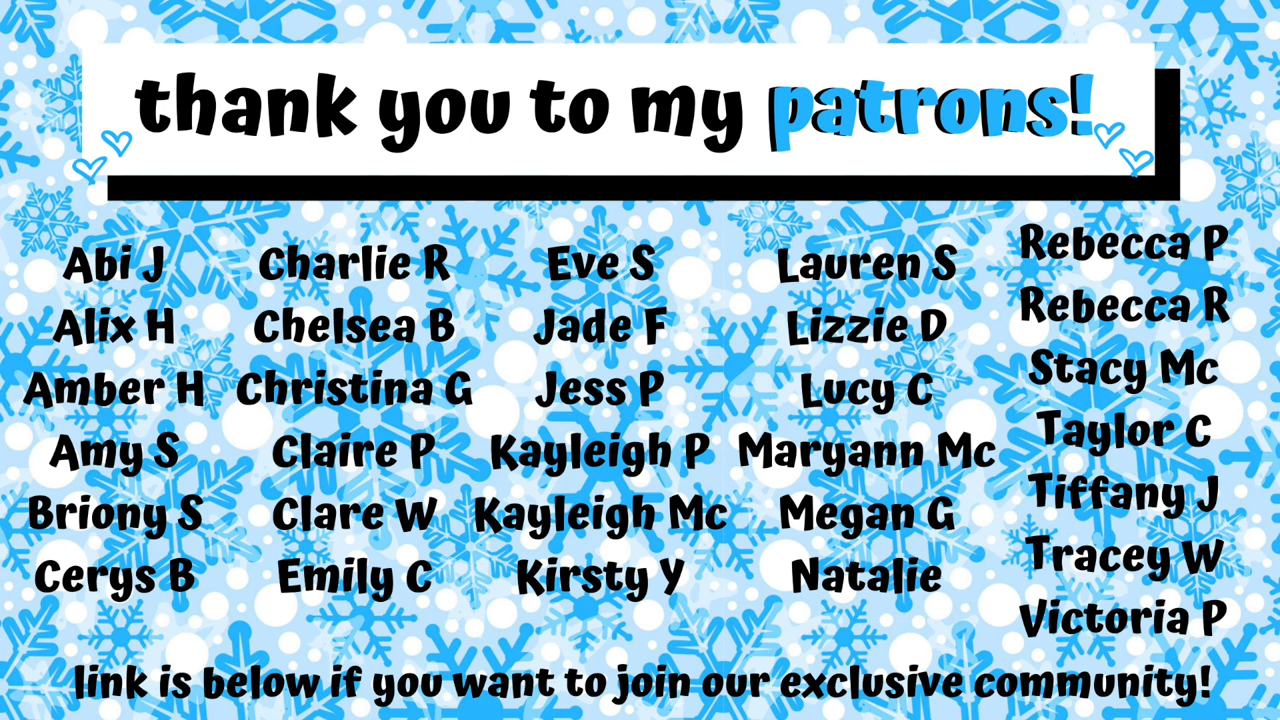 thank you to my patrons!
Abi J
Alix H
Amber H
Amy S
Briony S
Cerys B
Charlie R
Chelsea B
Christina G
Claire P
Clare W
Emily C
Eve S
Jade F
Jess P
Kayleigh P
Kayleigh Mc
Kirsty Y
Lauren S
Lizzie D
Lucy C
Maryann Mc
Megan G
Natalie
Rebecca P
Rebecca R
Stacy Mc
Taylor C
Tiffany J
Tracey W
Victoria P
link is below if you want to join our exclusive community!